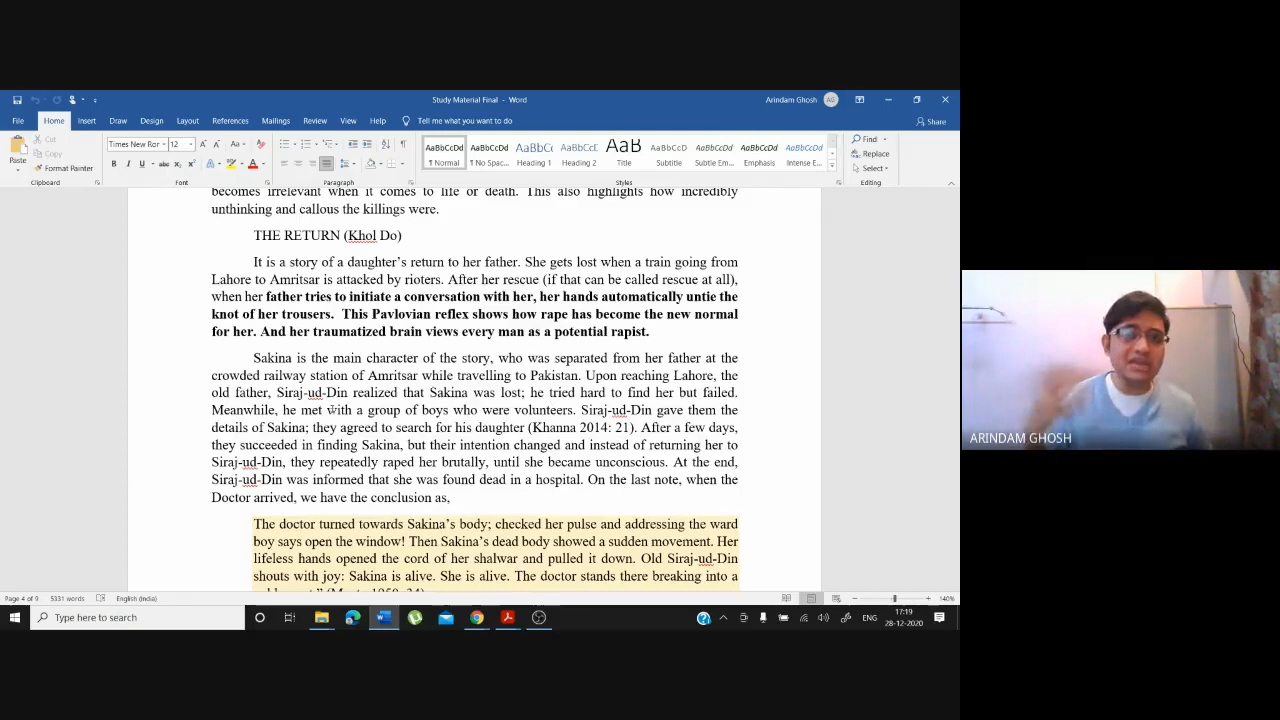 Study Material Final - Word
Arindam Ghosh
AG
File
Home
Insert
Draw
Design
Layout
References
Mailings
Review
View
Help
Tell me what you want to do
Share
Paste
Cut
Copy
Format Painter
Clipboard
Times New Ror
12
Font
Paragraph
AaBbCcDd
¶ Normal
AaBbCcDd
¶ No Spac...
AaBbCc
Heading 1
AaBbCcC
Heading 2
AaB
Title
AaBbCcC
Subtitle
AaBbCcDd
Subtle Em...
AaBbCcDd
Emphasis
AaBbCcDd
Intense E...
Styles
Find
Replace
Select
Editing
becomes irrelevant when it comes to life or death. This also highlights how incredibly
unthinking and callous the killings were.
THE RETURN (Khol Do)
It is a story of a daughter's return to her father. She gets lost when a train going from
Lahore to Amritsar is attacked by rioters. After her rescue (if that can be called rescue at all),
when her father tries to initiate a conversation with her, her hands automatically untie the
knot of her trousers. This Pavlovian reflex shows how rape has become the new normal
for her. And her traumatized brain views every man as a potential rapist.
Sakina is the main character of the story, who was separated from her father at the
crowded railway station of Amritsar while travelling to Pakistan. Upon reaching Lahore, the
old father, Siraj-ud-Din realized that Sakina was lost; he tried hard to find her but failed.
Meanwhile, he met with a group of boys who were volunteers. Siraj-ud-Din gave them the
details of Sakina; they agreed to search for his daughter (Khanna 2014: 21). After a few days,
they succeeded in finding Sakina, but their intention changed and instead of returning her to
Siraj-ud-Din, they repeatedly raped her brutally, until she became unconscious. At the end,
Siraj-ud-Din was informed that she was found dead in a hospital. On the last note, when the
Doctor arrived, we have the conclusion as,
The doctor turned towards Sakina's body; checked her pulse and addressing the ward
boy says open the window! Then Sakina's dead body showed a sudden movement. Her
lifeless hands opened the cord of her shalwar and pulled it down. Old Siraj-ud-Din
shouts with joy: Sakina is alive. She is alive. The doctor stands there breaking into a
Page 4 of 9
5331 words
English (India)
140%
Type here to search
ENG
17:19
28-12-2020
ARINDAM GHOSH